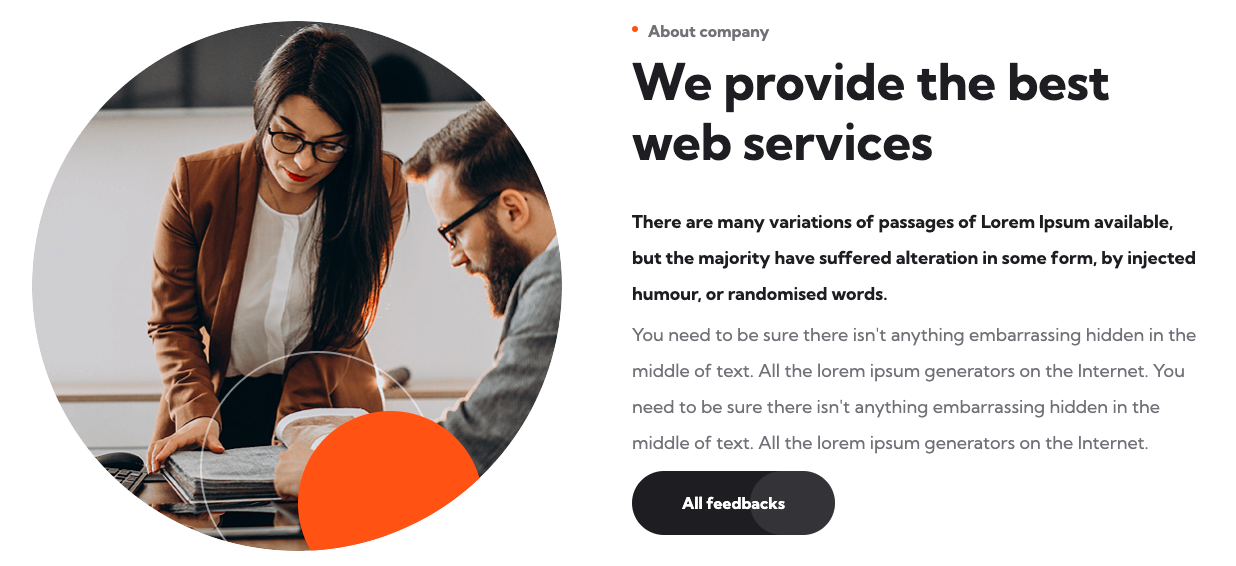 About company
We provide the best
web services
There are many variations of passages of Lorem Ipsum available,
but the majority have suffered alteration in some form, by injected
humour, or randomised words.
You need to be sure there isn't anything embarrassing hidden in the
middle of text. All the lorem ipsum generators on the Internet. You
need to be sure there isn't anything embarrassing hidden in the
middle of text. All the lorem ipsum generators on the Internet.
All feedbacks